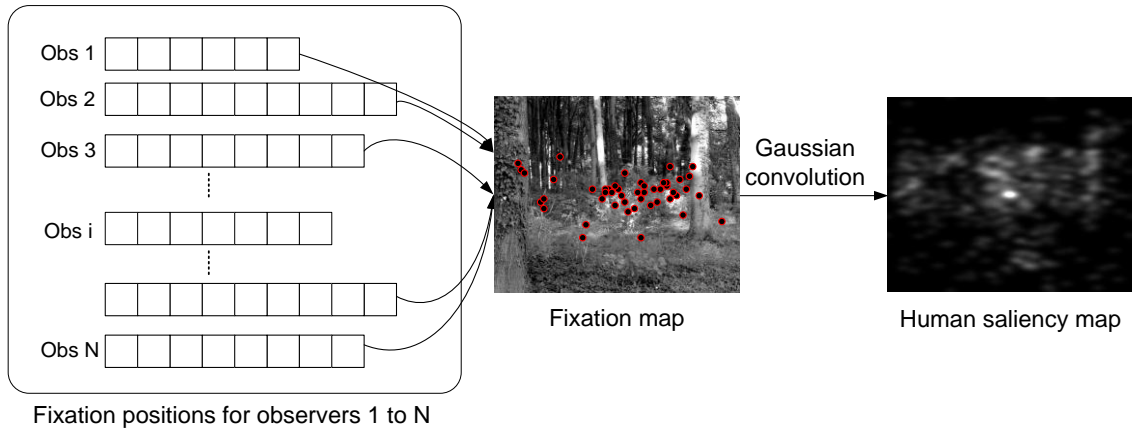 Obs 1
Obs 2
Obs 3
Obs i
Obs N
Fixation positions for observers 1 to N
Fixation map
Gaussian
convolution
Human saliency map